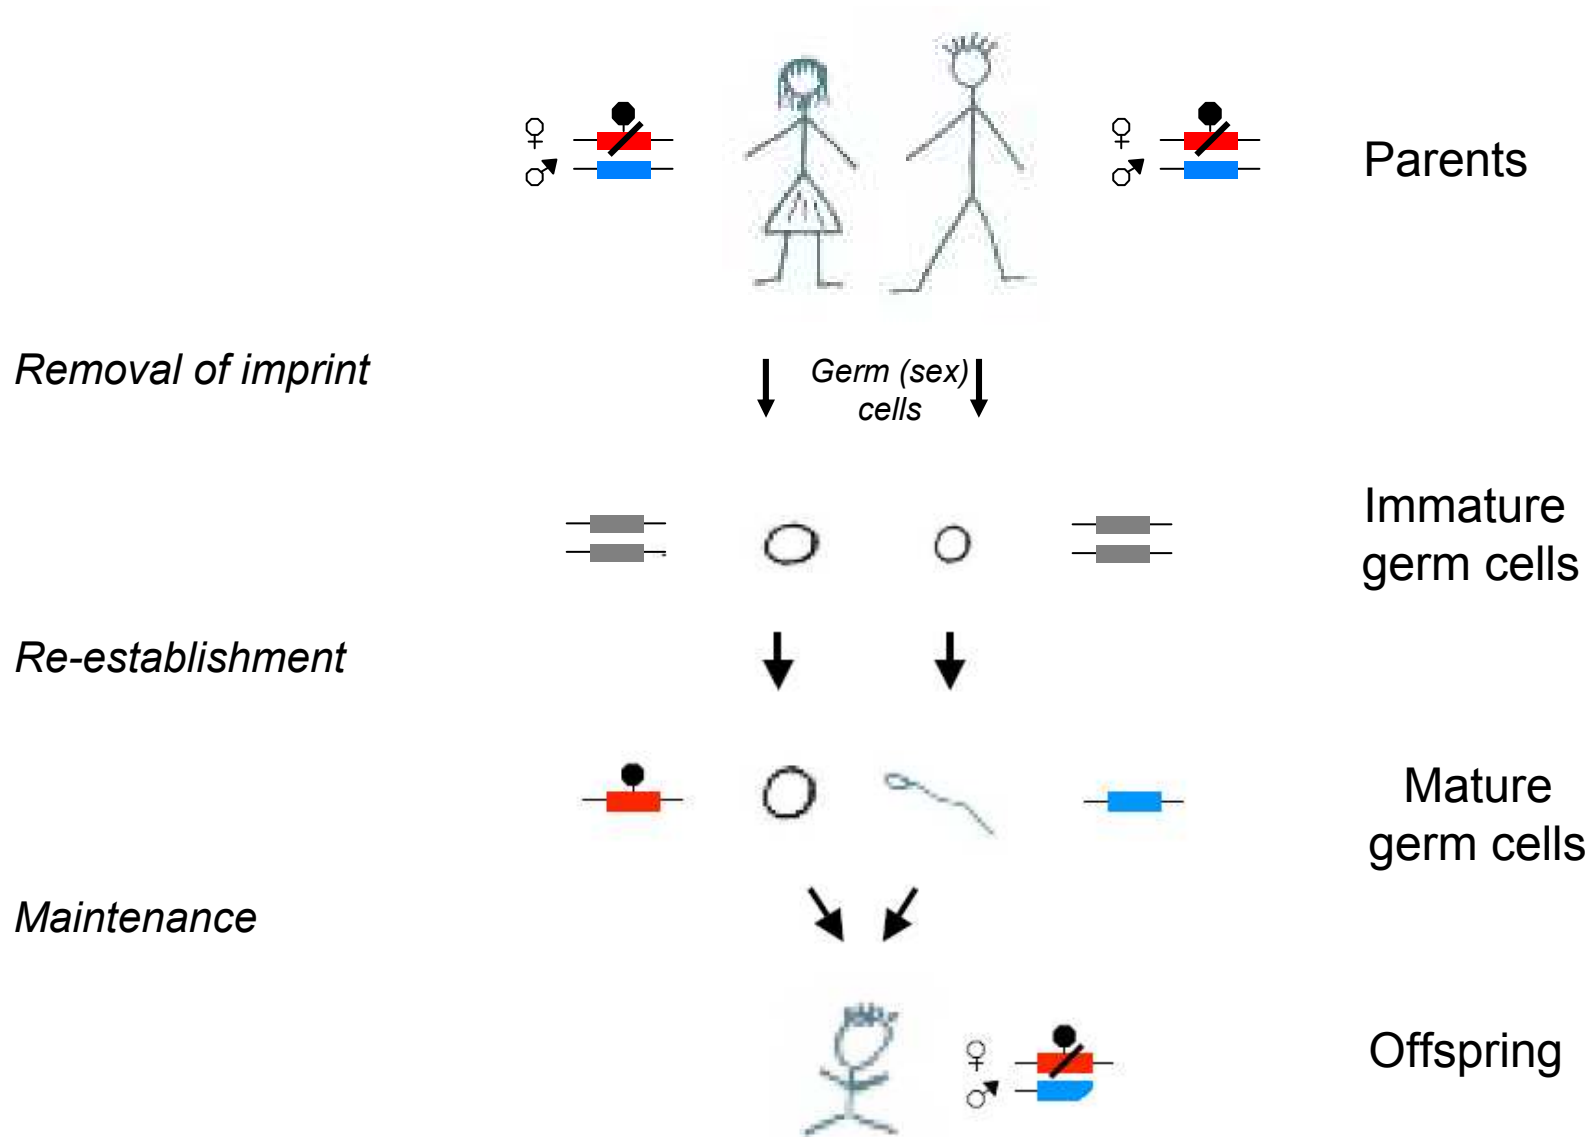 Parents
Removal of imprint
Germ (sex)
cells
Immature
germ cells
Re-establishment
Mature
germ cells
Maintenance
Offspring